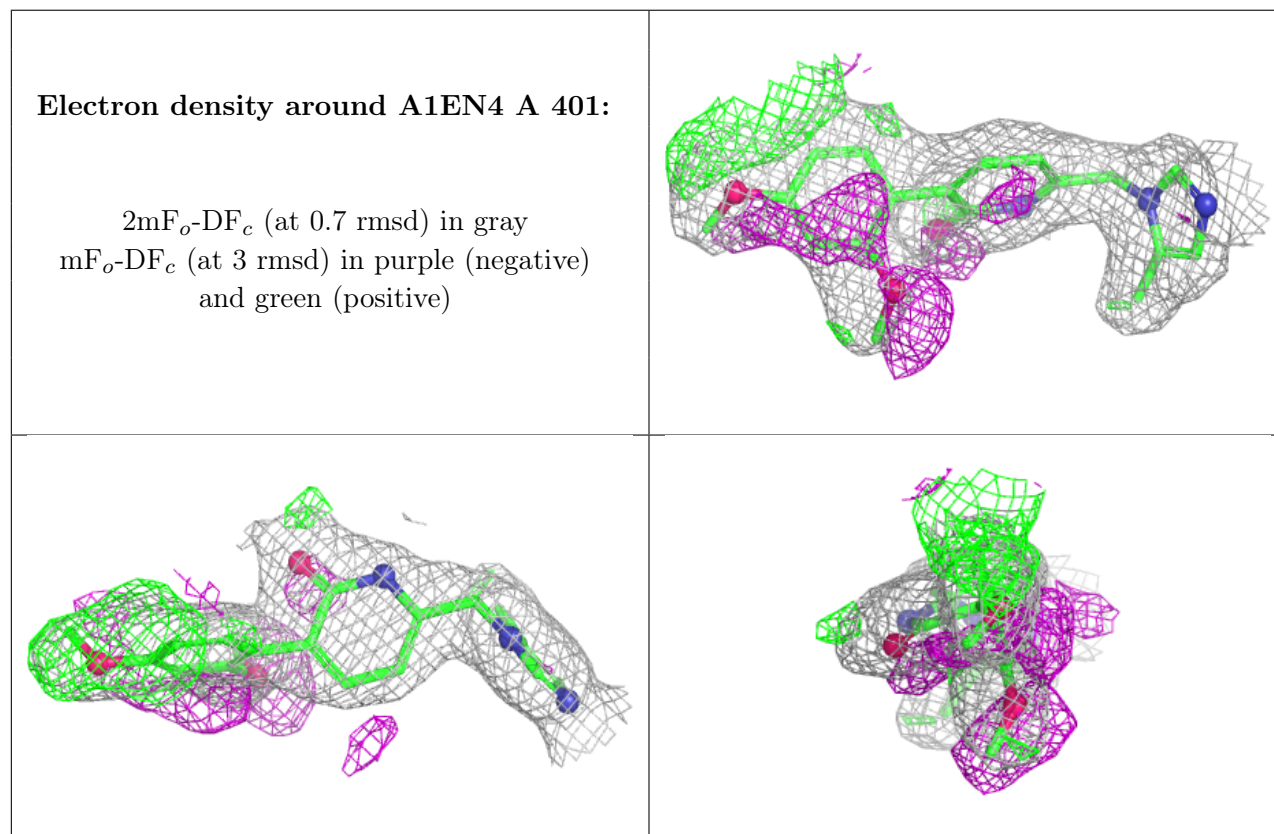 Electron density around A1EN4 A 401:
2mFₒ-DF𝒸 (at 0.7 rmsd) in gray
mFₒ-DF𝒸 (at 3 rmsd) in purple (negative)
and green (positive)